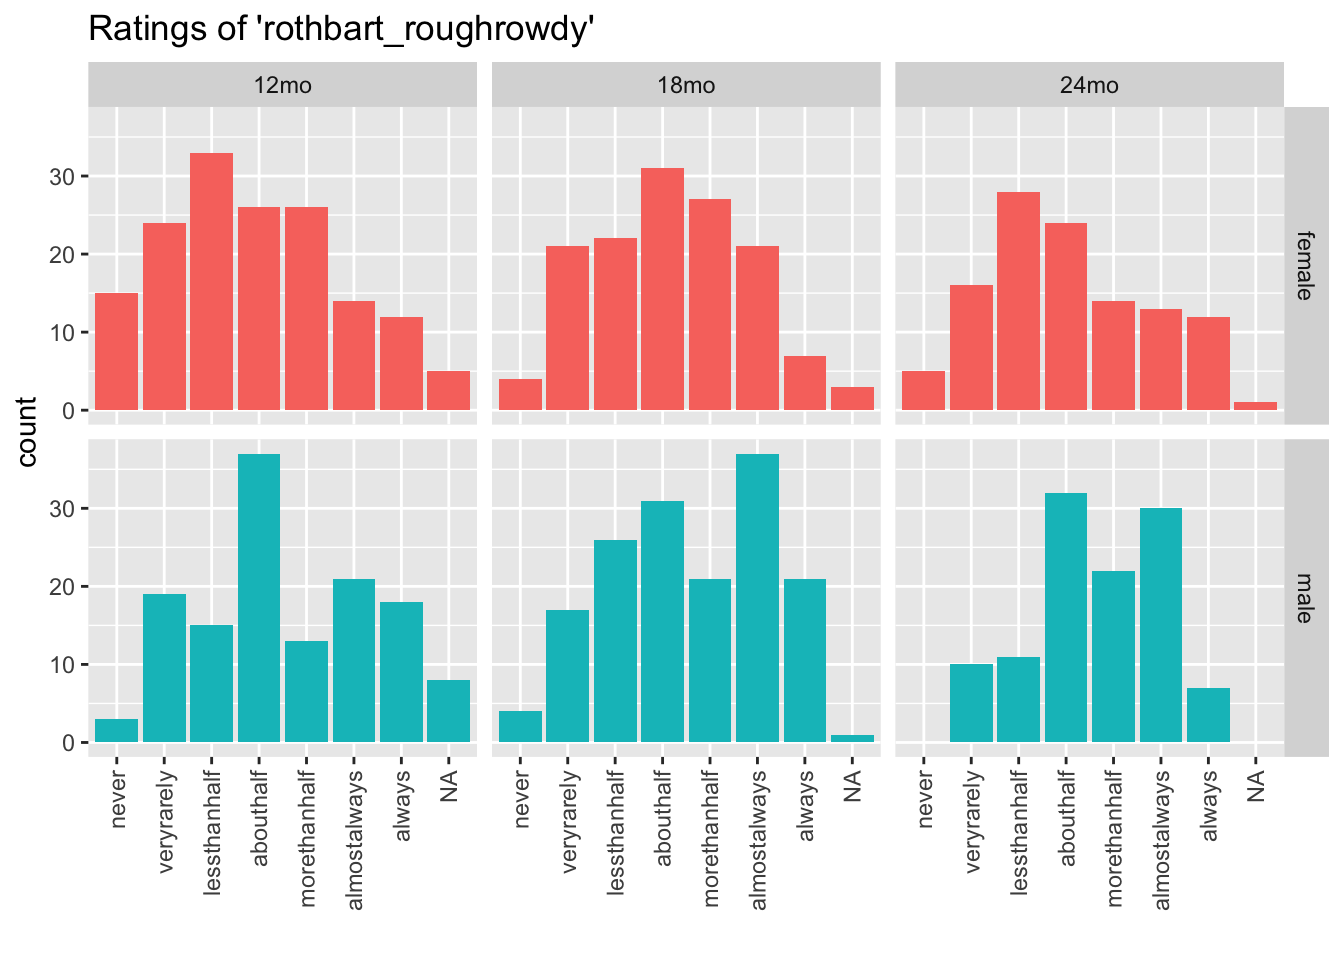 Ratings of 'rothbart_roughrowdy'
12mo 18mo 24mo
30
20
10
0
female
count
30
20
10
0
male
never veryrarely lessthanhalf abouthalf morethanhalf almostalways always NA
never veryrarely lessthanhalf abouthalf morethanhalf almostalways always NA
never veryrarely lessthanhalf abouthalf morethanhalf almostalways always NA